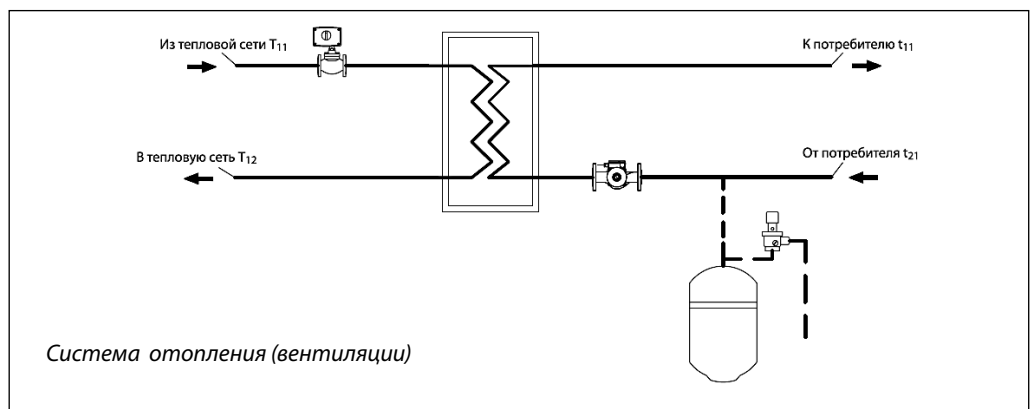 Из тепловой сети T11
К потребителю t11
В тепловую сеть T12
От потребителя t21
Система отопления (вентиляции)